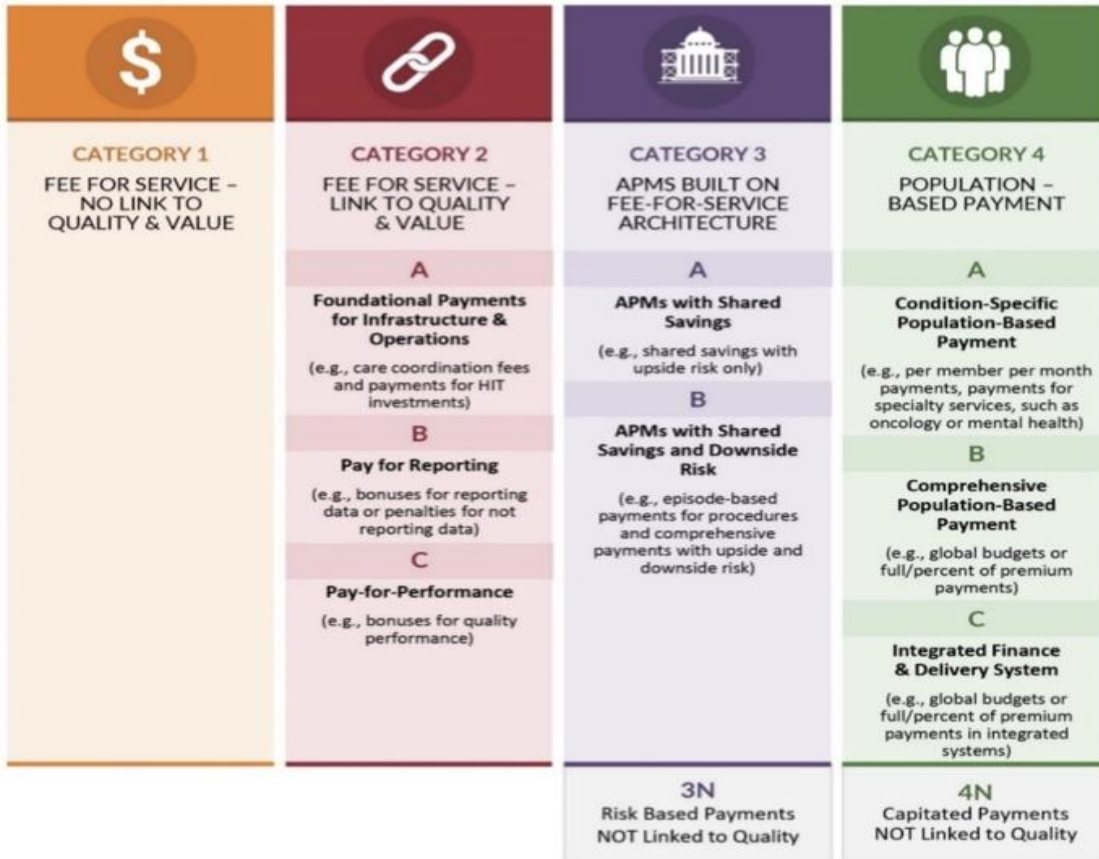 $
CATEGORY 1
FEE FOR SERVICE –
NO LINK TO
QUALITY & VALUE
CATEGORY 2
FEE FOR SERVICE –
LINK TO QUALITY
& VALUE
A
Foundational Payments
for Infrastructure &
Operations
(e.g., care coordination fees
and payments for HIT
investments)
B
Pay for Reporting
(e.g., bonuses for reporting
data or penalties for not
reporting data)
C
Pay-for-Performance
(e.g., bonuses for quality
performance)
CATEGORY 3
APMS BUILT ON
FEE-FOR-SERVICE
ARCHITECTURE
A
APMs with Shared
Savings
(e.g., shared savings with
upside risk only)
B
APMs with Shared
Savings and Downside
Risk
(e.g., episode-based
payments for procedures
and comprehensive
payments with upside and
downside risk)
3N
Risk Based Payments
NOT Linked to Quality
CATEGORY 4
POPULATION –
BASED PAYMENT
A
Condition-Specific
Population-Based
Payment
(e.g., per member per month
payments, payments for
specialty services, such as
oncology or mental health)
B
Comprehensive
Population-Based
Payment
(e.g., global budgets or
full/percent of premium
payments)
C
Integrated Finance
& Delivery System
(e.g., global budgets or
full/percent of premium
payments in integrated
systems)
4N
Capitated Payments
NOT Linked to Quality